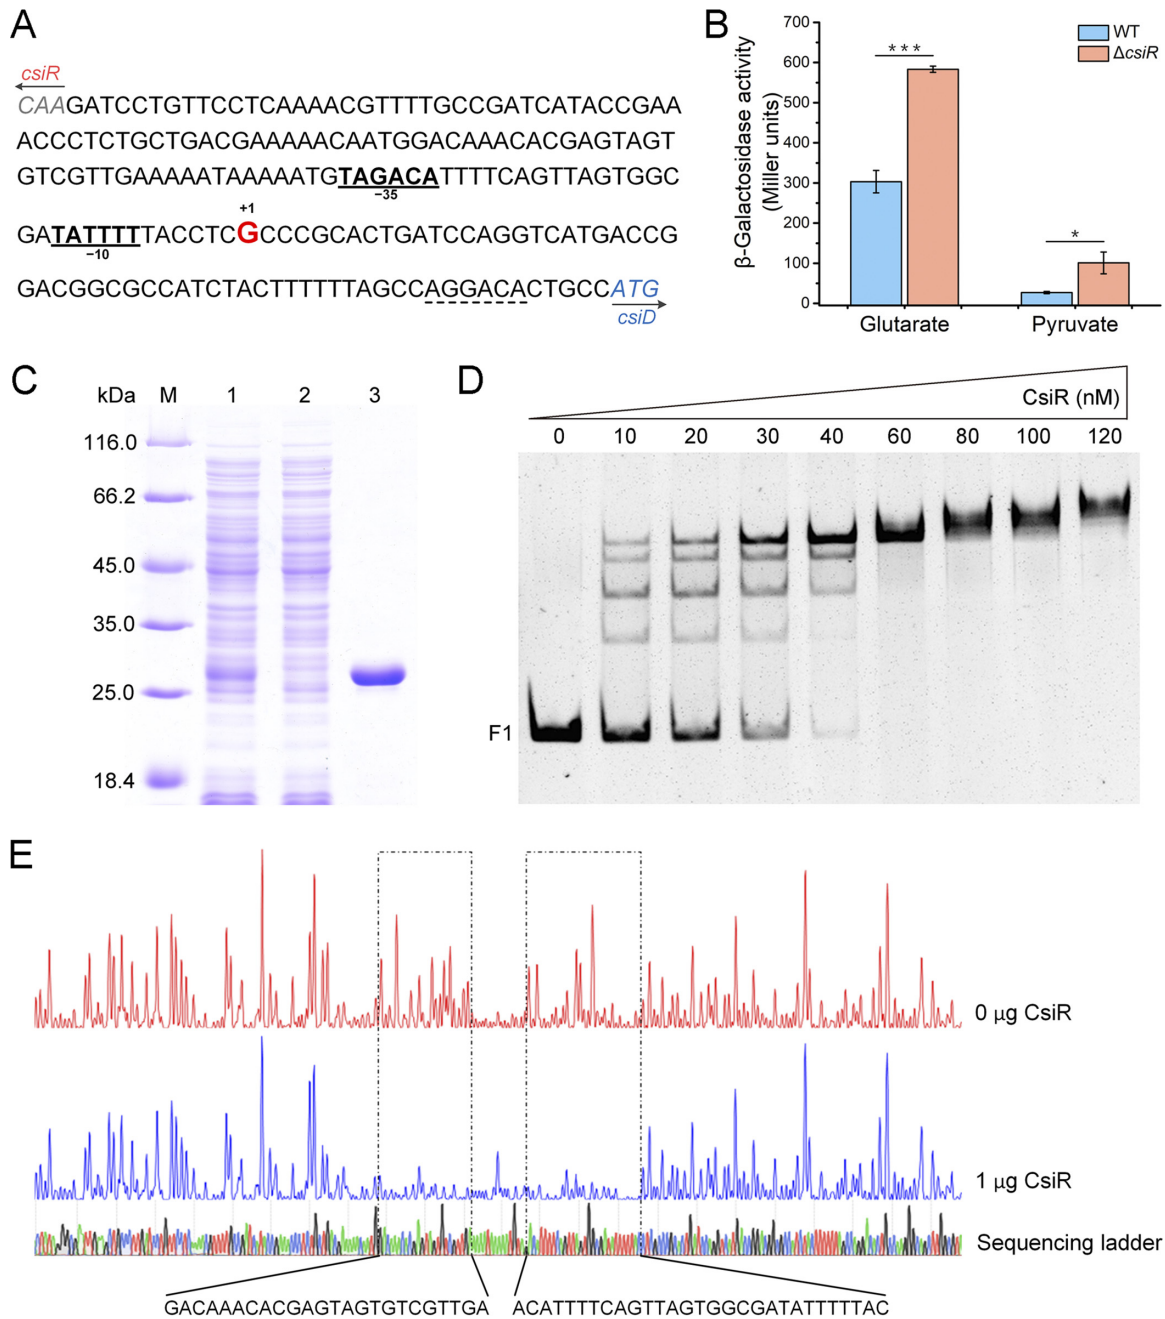 A
csiR
CAAGATCCTGTTCCTCAAAACGTTTTGCCGATCATACCGAA
ACCCTCTGCTGACGAAAAACAATGGACAAACACGAGTAGT
GTCGTTGAAAAATAAAAATGTAGACATTTTCAGTTAGTGGC
−35
+1
GATATTTTTACCTCGCCCGCACTGATCCAGGTCATGACCG
−10
GACGGCGCCATCTACTTTTTTAGCCAGGACACTGCCATG
csiD
B
β-Galactosidase activity
(Miller units)
700
600
500
400
300
200
100
0
***
*
WT
ΔcsiR
Glutarate
Pyruvate
C
kDa M 1 2 3
116.0
66.2
45.0
35.0
25.0
18.4
D
CsiR (nM)
0 10 20 30 40 60 80 100 120
F1
E
0 μg CsiR
1 μg CsiR
Sequencing ladder
GACAAACACGAGTAGTGTCGTTGA ACATTTTCAGTTAGTGGCGATATTTTTAC